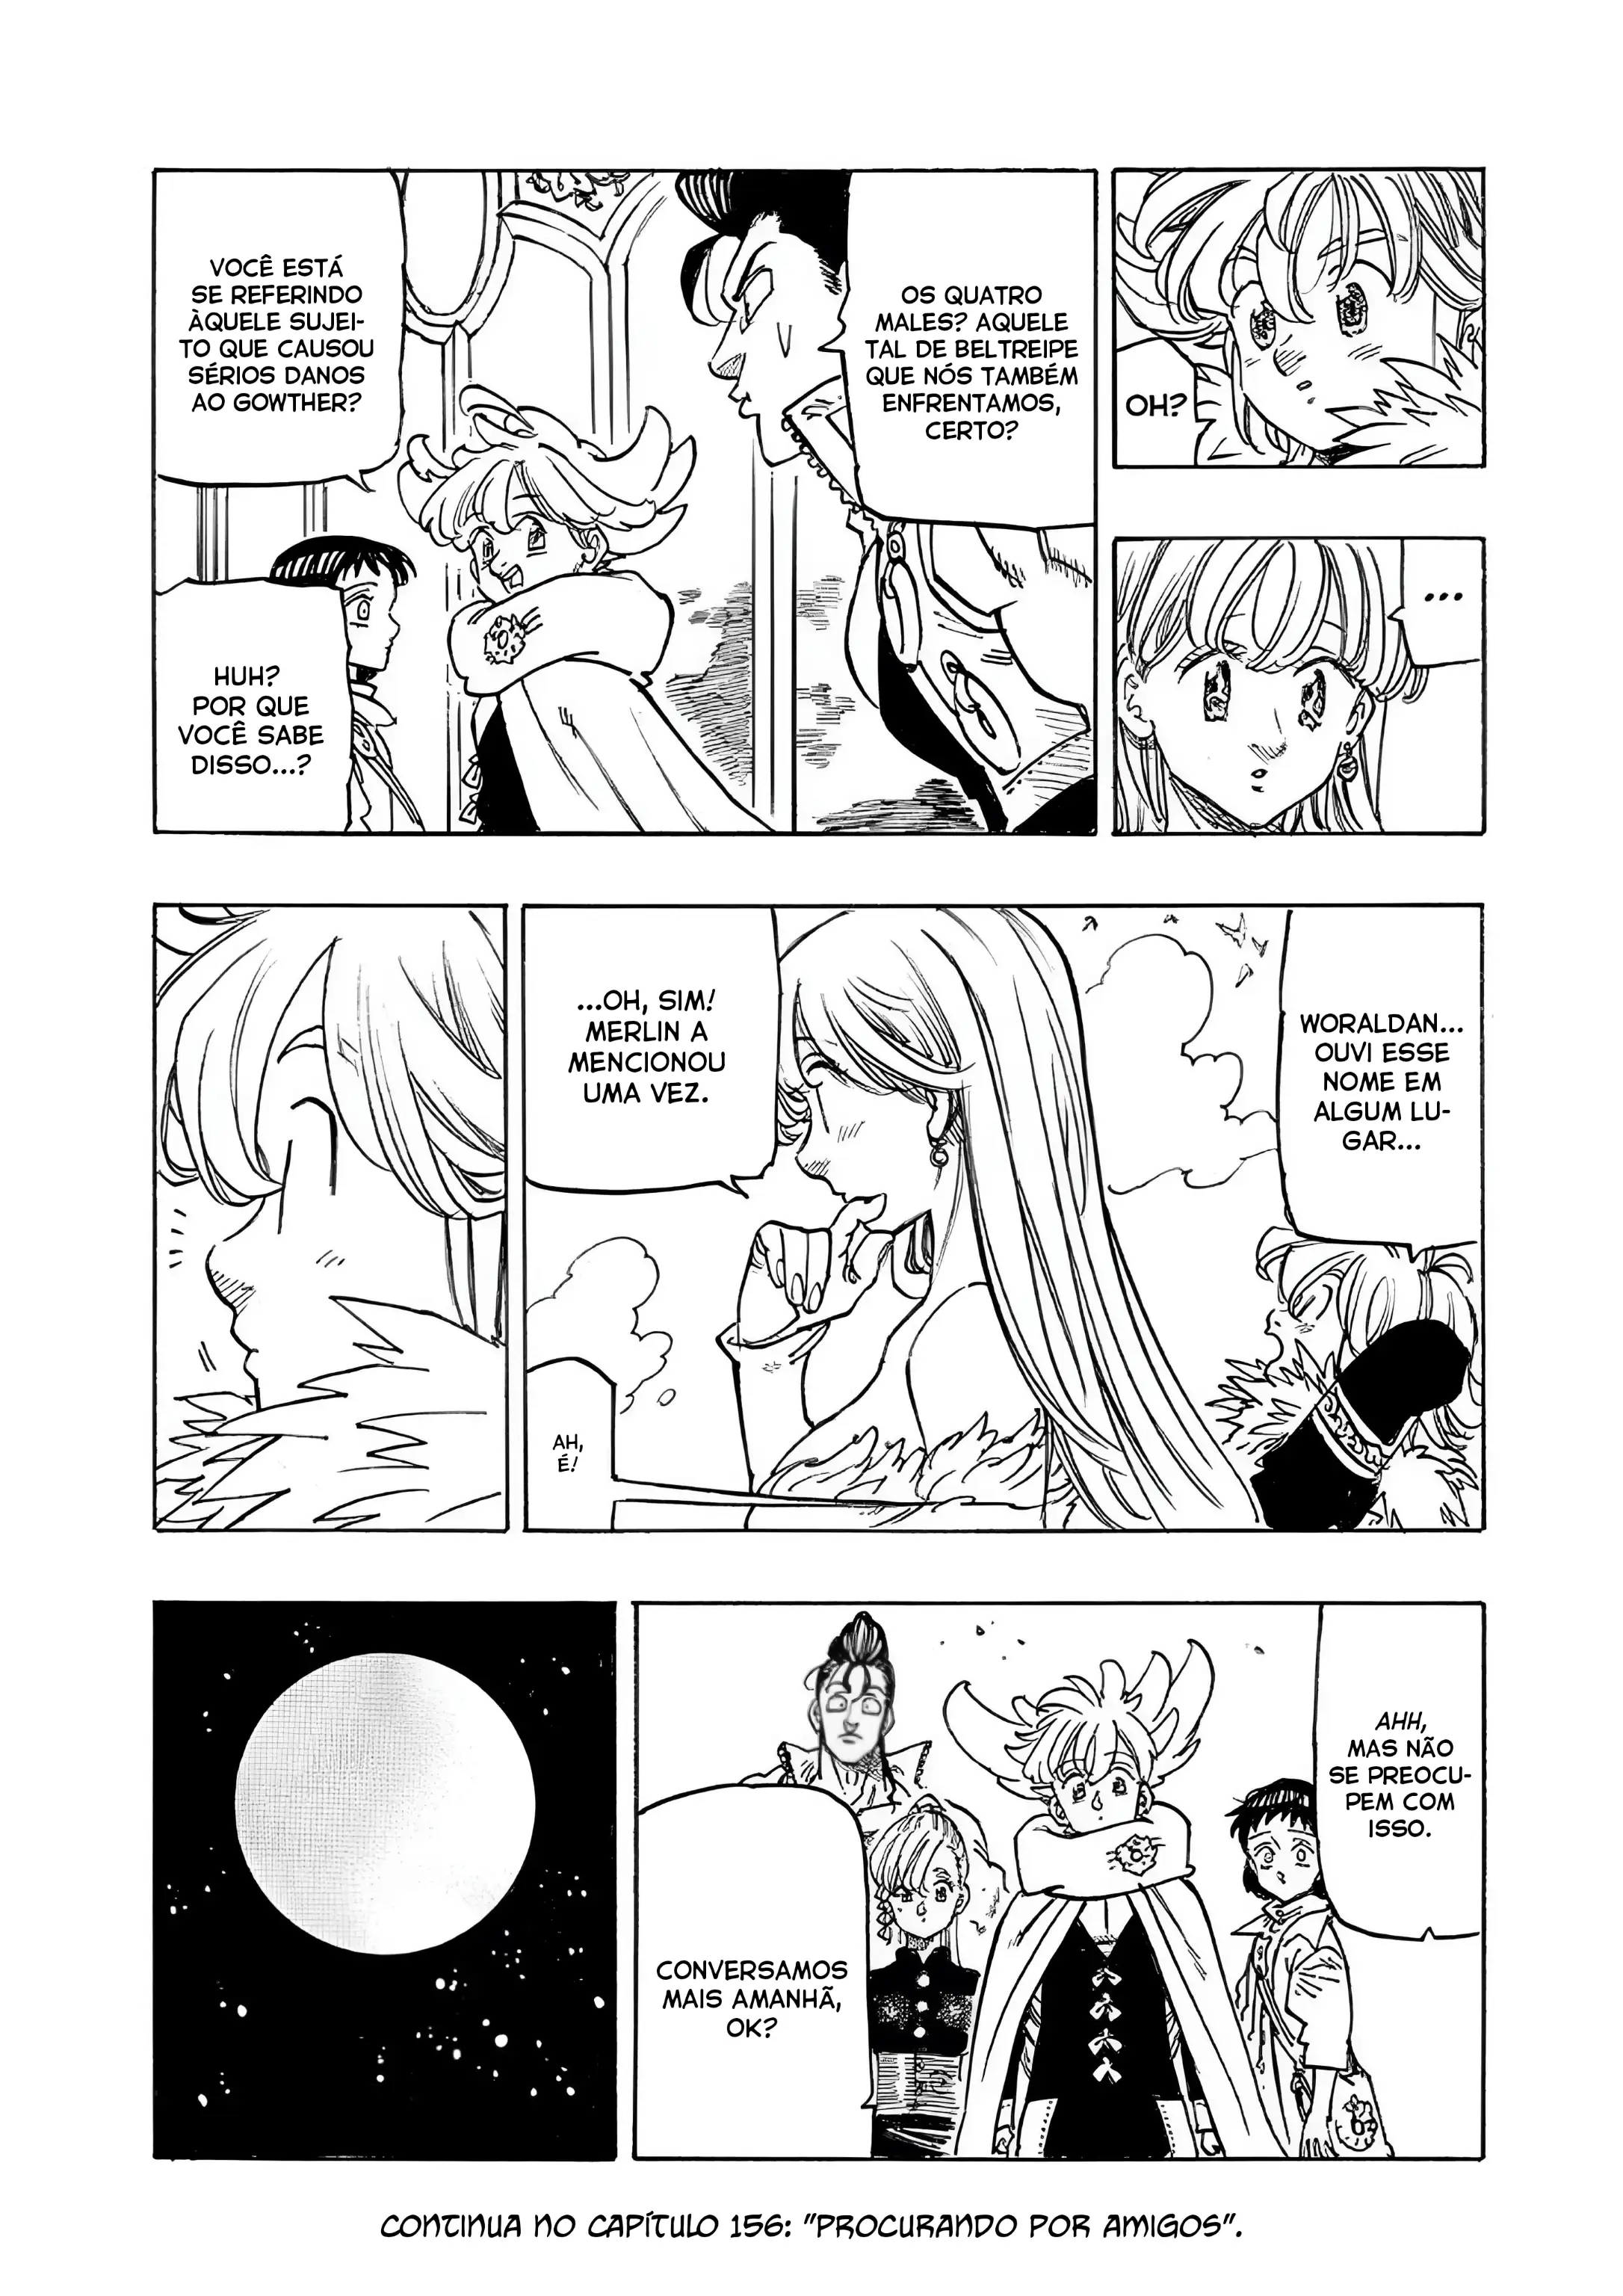 OH?
...
OS QUATRO
MALES? AQUELE
TAL DE BELTREIPE
QUE NÓS TAMBÉM
ENFRENTAMOS,
CERTO?
VOCÊ ESTÁ
SE REFERINDO
ÀQUELE SUJEI-
TO QUE CAUSOU
SÉRIOS DANOS
AO GOWTHER?
HUH?
POR QUE
VOCÊ SABE
DISSO...?
WORALDAN...
OUVI ESSE
NOME EM
ALGUM LU-
GAR...
...OH, SIM!
MERLIN A
MENCIONOU
UMA VEZ.
AH,
É!
AHH,
MAS NÃO
SE PREOCU-
PEM COM
ISSO.
CONVERSAMOS
MAIS AMANHÃ,
OK?
CONTINUA NO CAPÍTULO 156: "PROCURANDO POR AMIGOS".